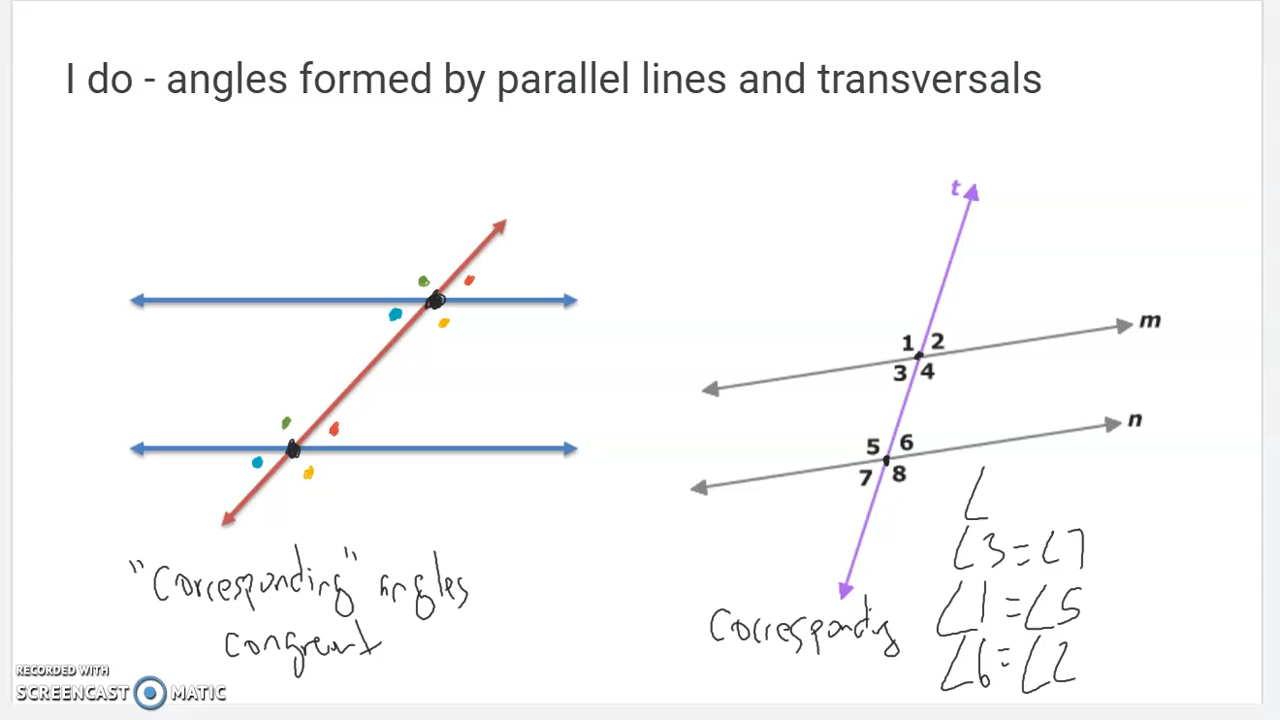 I do - angles formed by parallel lines and transversals
t
m
1 2
3 4
n
5 6
7 8
"Corresponding" angles
congruent
Corresponding
∠
∠3=∠7
∠1=∠5
∠6=∠2
RECORDED WITH
SCREENCAST MATIC